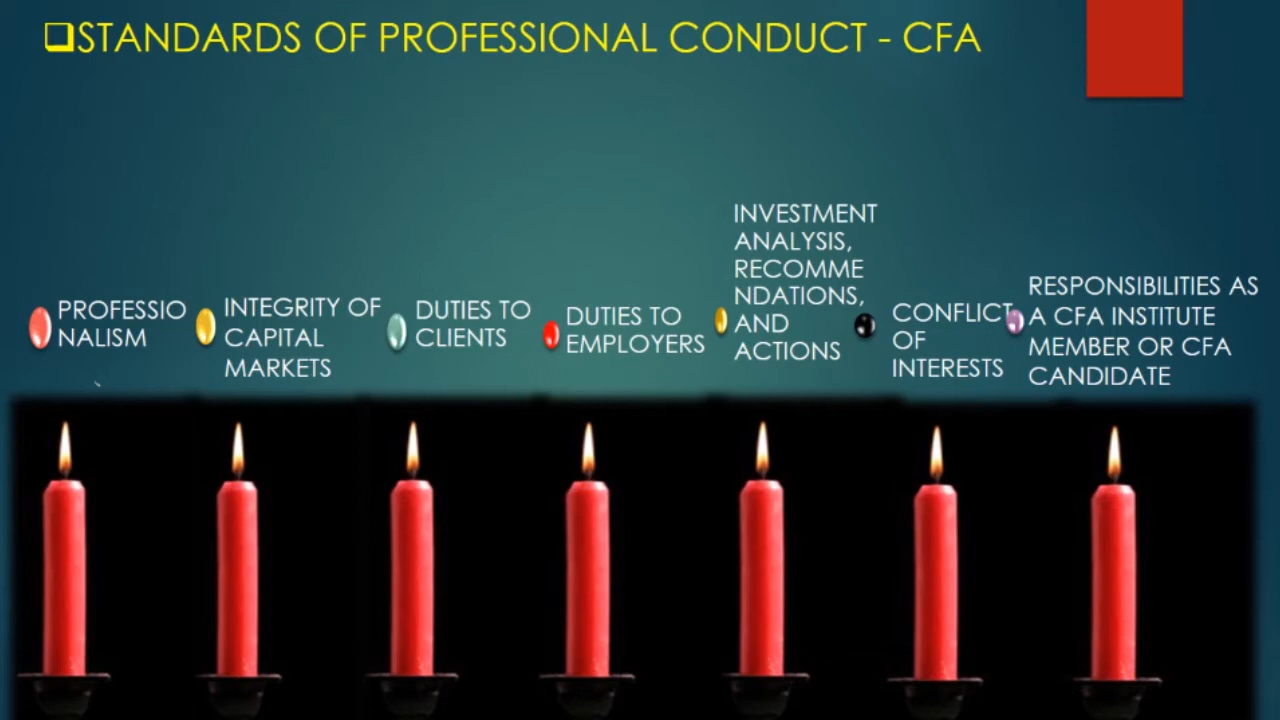 ❑STANDARDS OF PROFESSIONAL CONDUCT - CFA
PROFESSIO
NALISM
INTEGRITY OF
CAPITAL
MARKETS
DUTIES TO
CLIENTS
DUTIES TO
EMPLOYERS
INVESTMENT
ANALYSIS,
RECOMME
NDATIONS,
AND
ACTIONS
CONFLICT
OF
INTERESTS
RESPONSIBILITIES AS
A CFA INSTITUTE
MEMBER OR CFA
CANDIDATE